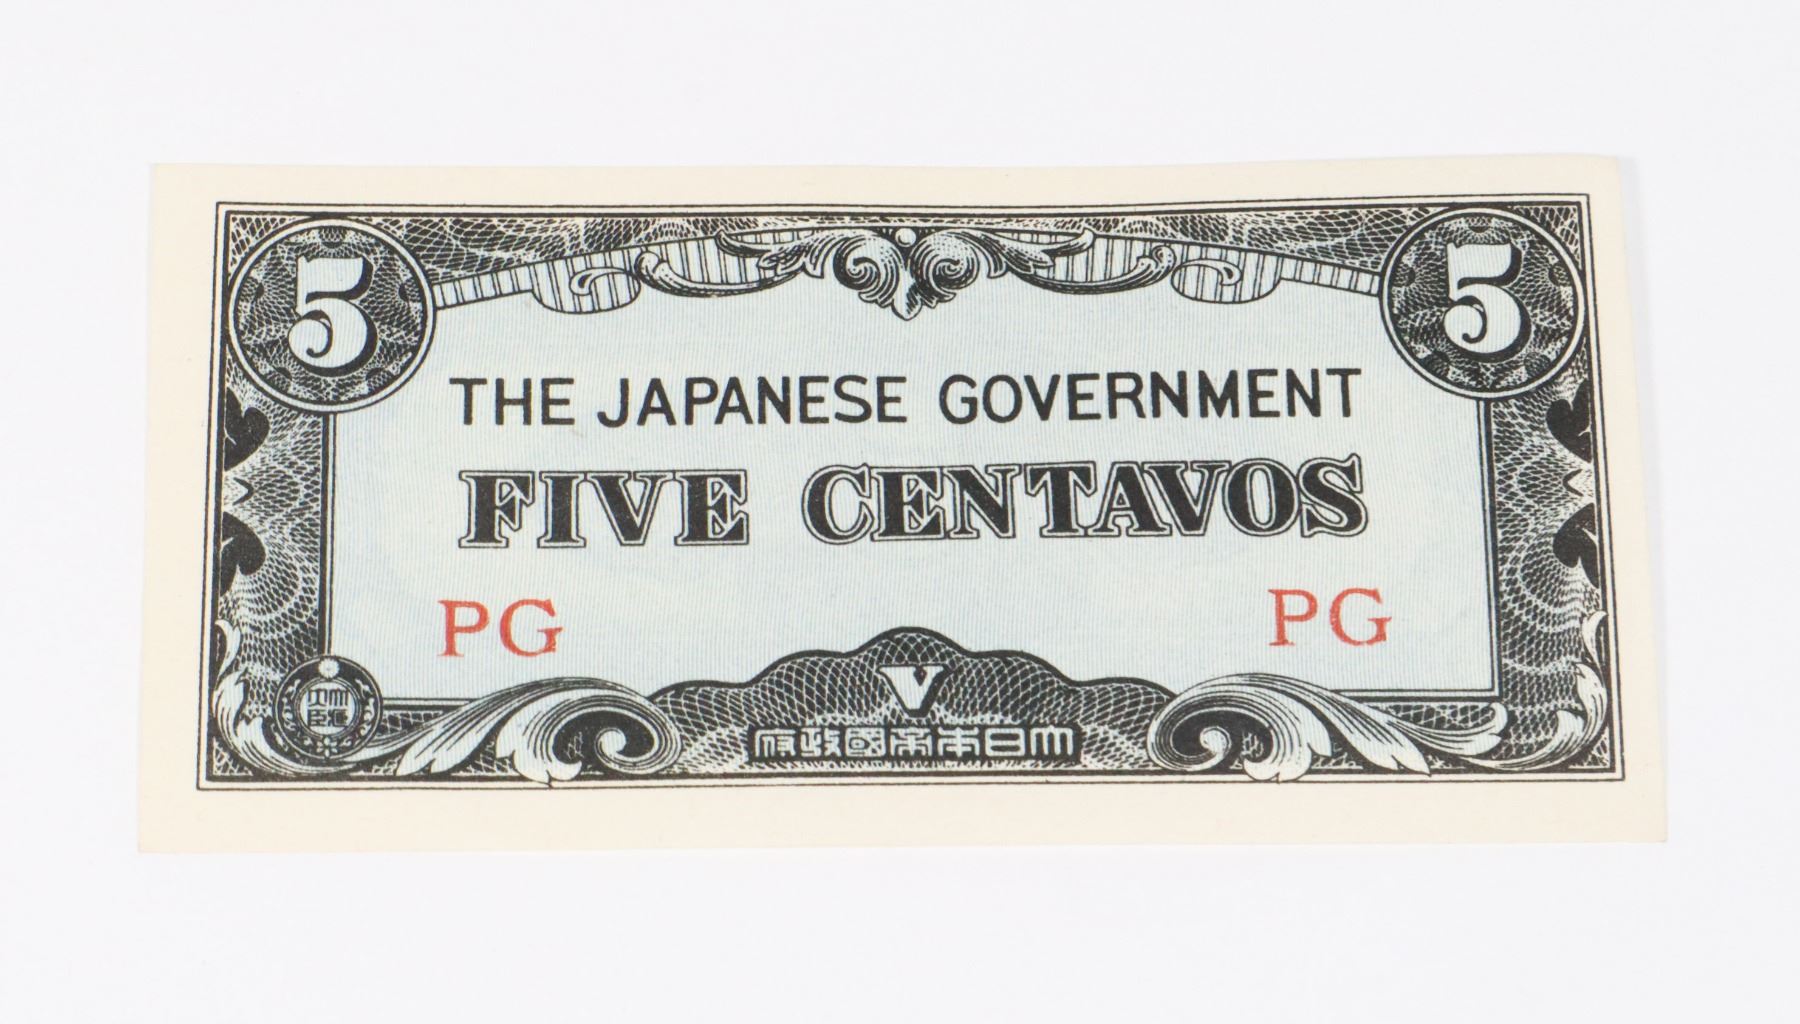 5 5
THE JAPANESE GOVERNMENT
FIVE CENTAVOS
PG PG
V
府政國帝本日大